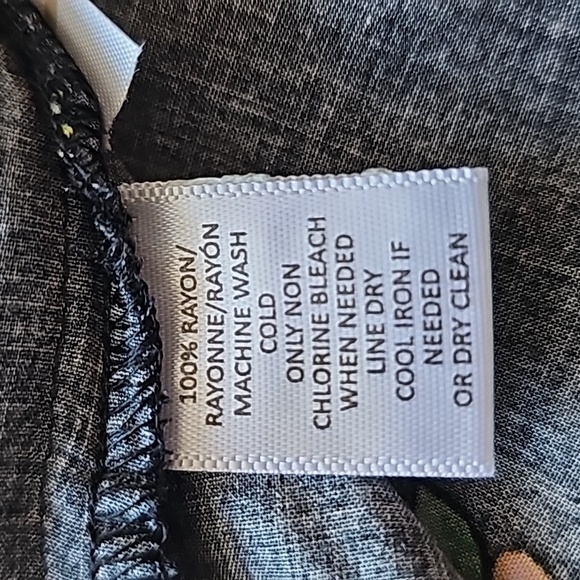 100% RAYON/
RAYONNE/RAYÓN
MACHINE WASH
COLD
ONLY NON
CHLORINE BLEACH
WHEN NEEDED
LINE DRY
COOL IRON IF
NEEDED
OR DRY CLEAN